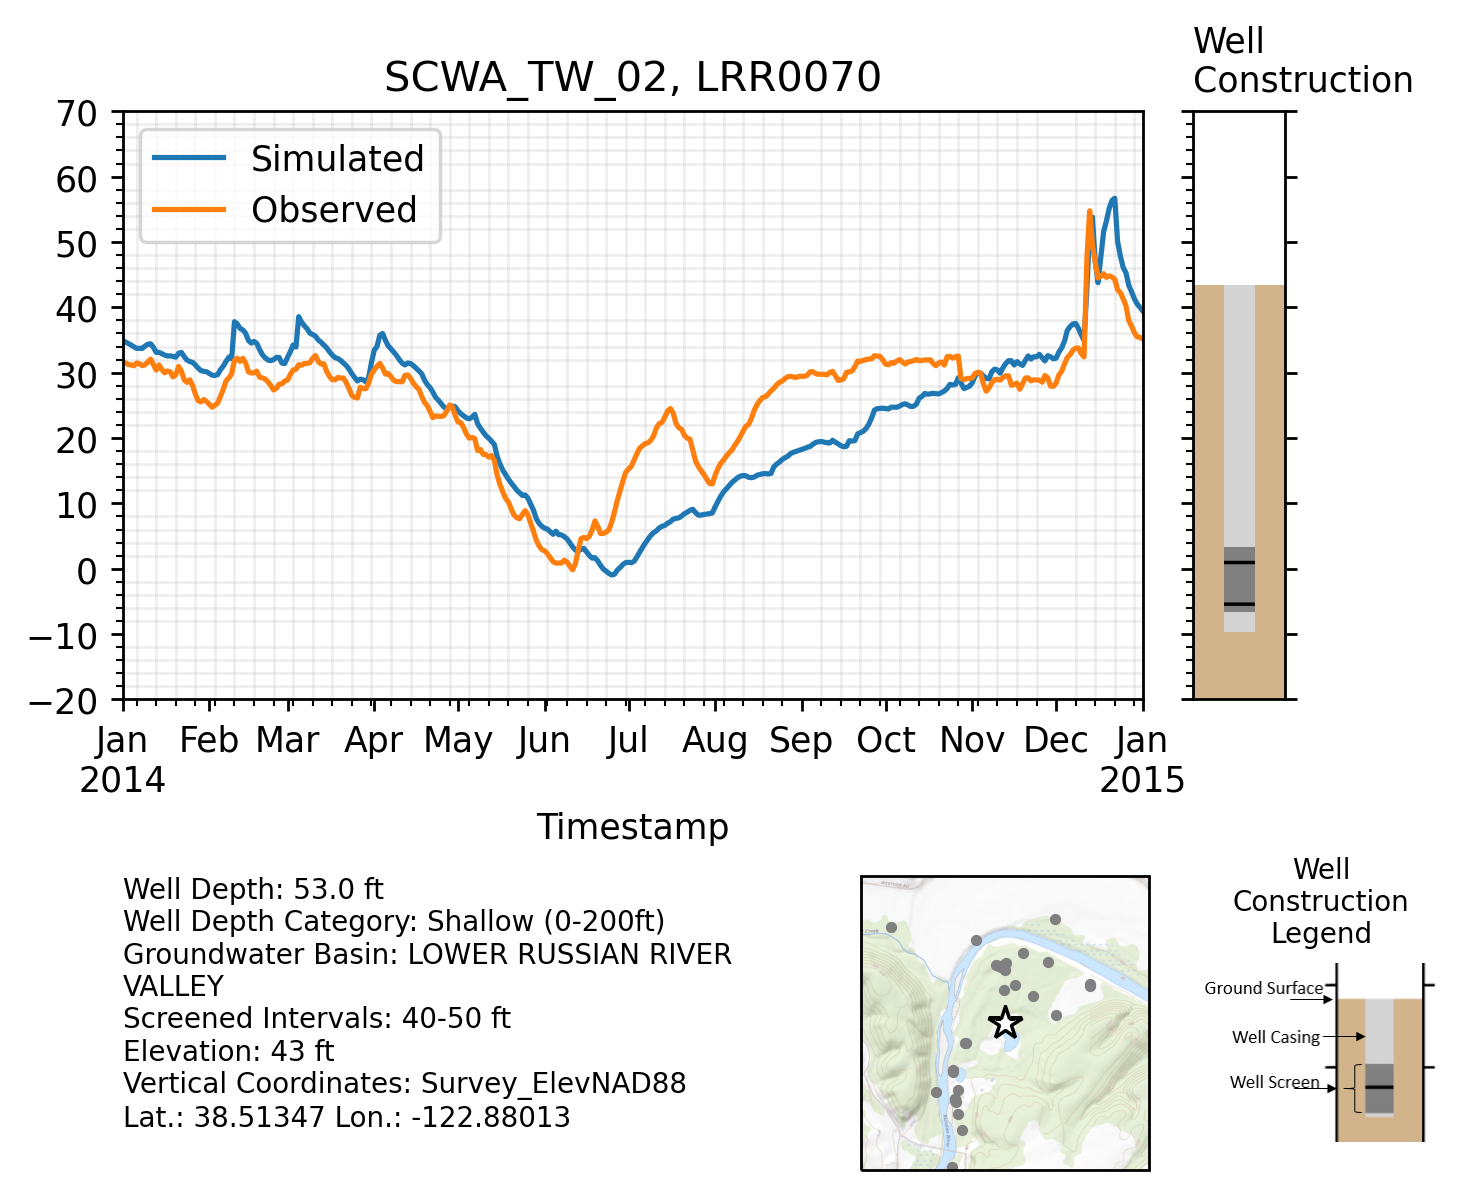 Well
Construction
SCWA_TW_02, LRR0070
70
60
50
40
30
20
10
0
−10
−20
Simulated
Observed
Jan
2014
Feb
Mar
Apr
May
Jun
Jul
Aug
Sep
Oct
Nov
Dec
Jan
2015
Timestamp
Well Depth: 53.0 ft
Well Depth Category: Shallow (0-200ft)
Groundwater Basin: LOWER RUSSIAN RIVER
VALLEY
Screened Intervals: 40-50 ft
Elevation: 43 ft
Vertical Coordinates: Survey_ElevNAD88
Lat.: 38.51347 Lon.: -122.88013
Well
Construction
Legend
Ground Surface
Well Casing
Well Screen